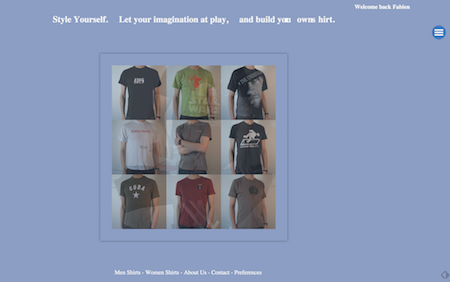 Welcome back Fabien
Style Yourself. Let your imagination at play, and build you owns hirt.
CUBA
Men Shirts - Women Shirts - About Us - Contact - Preferences